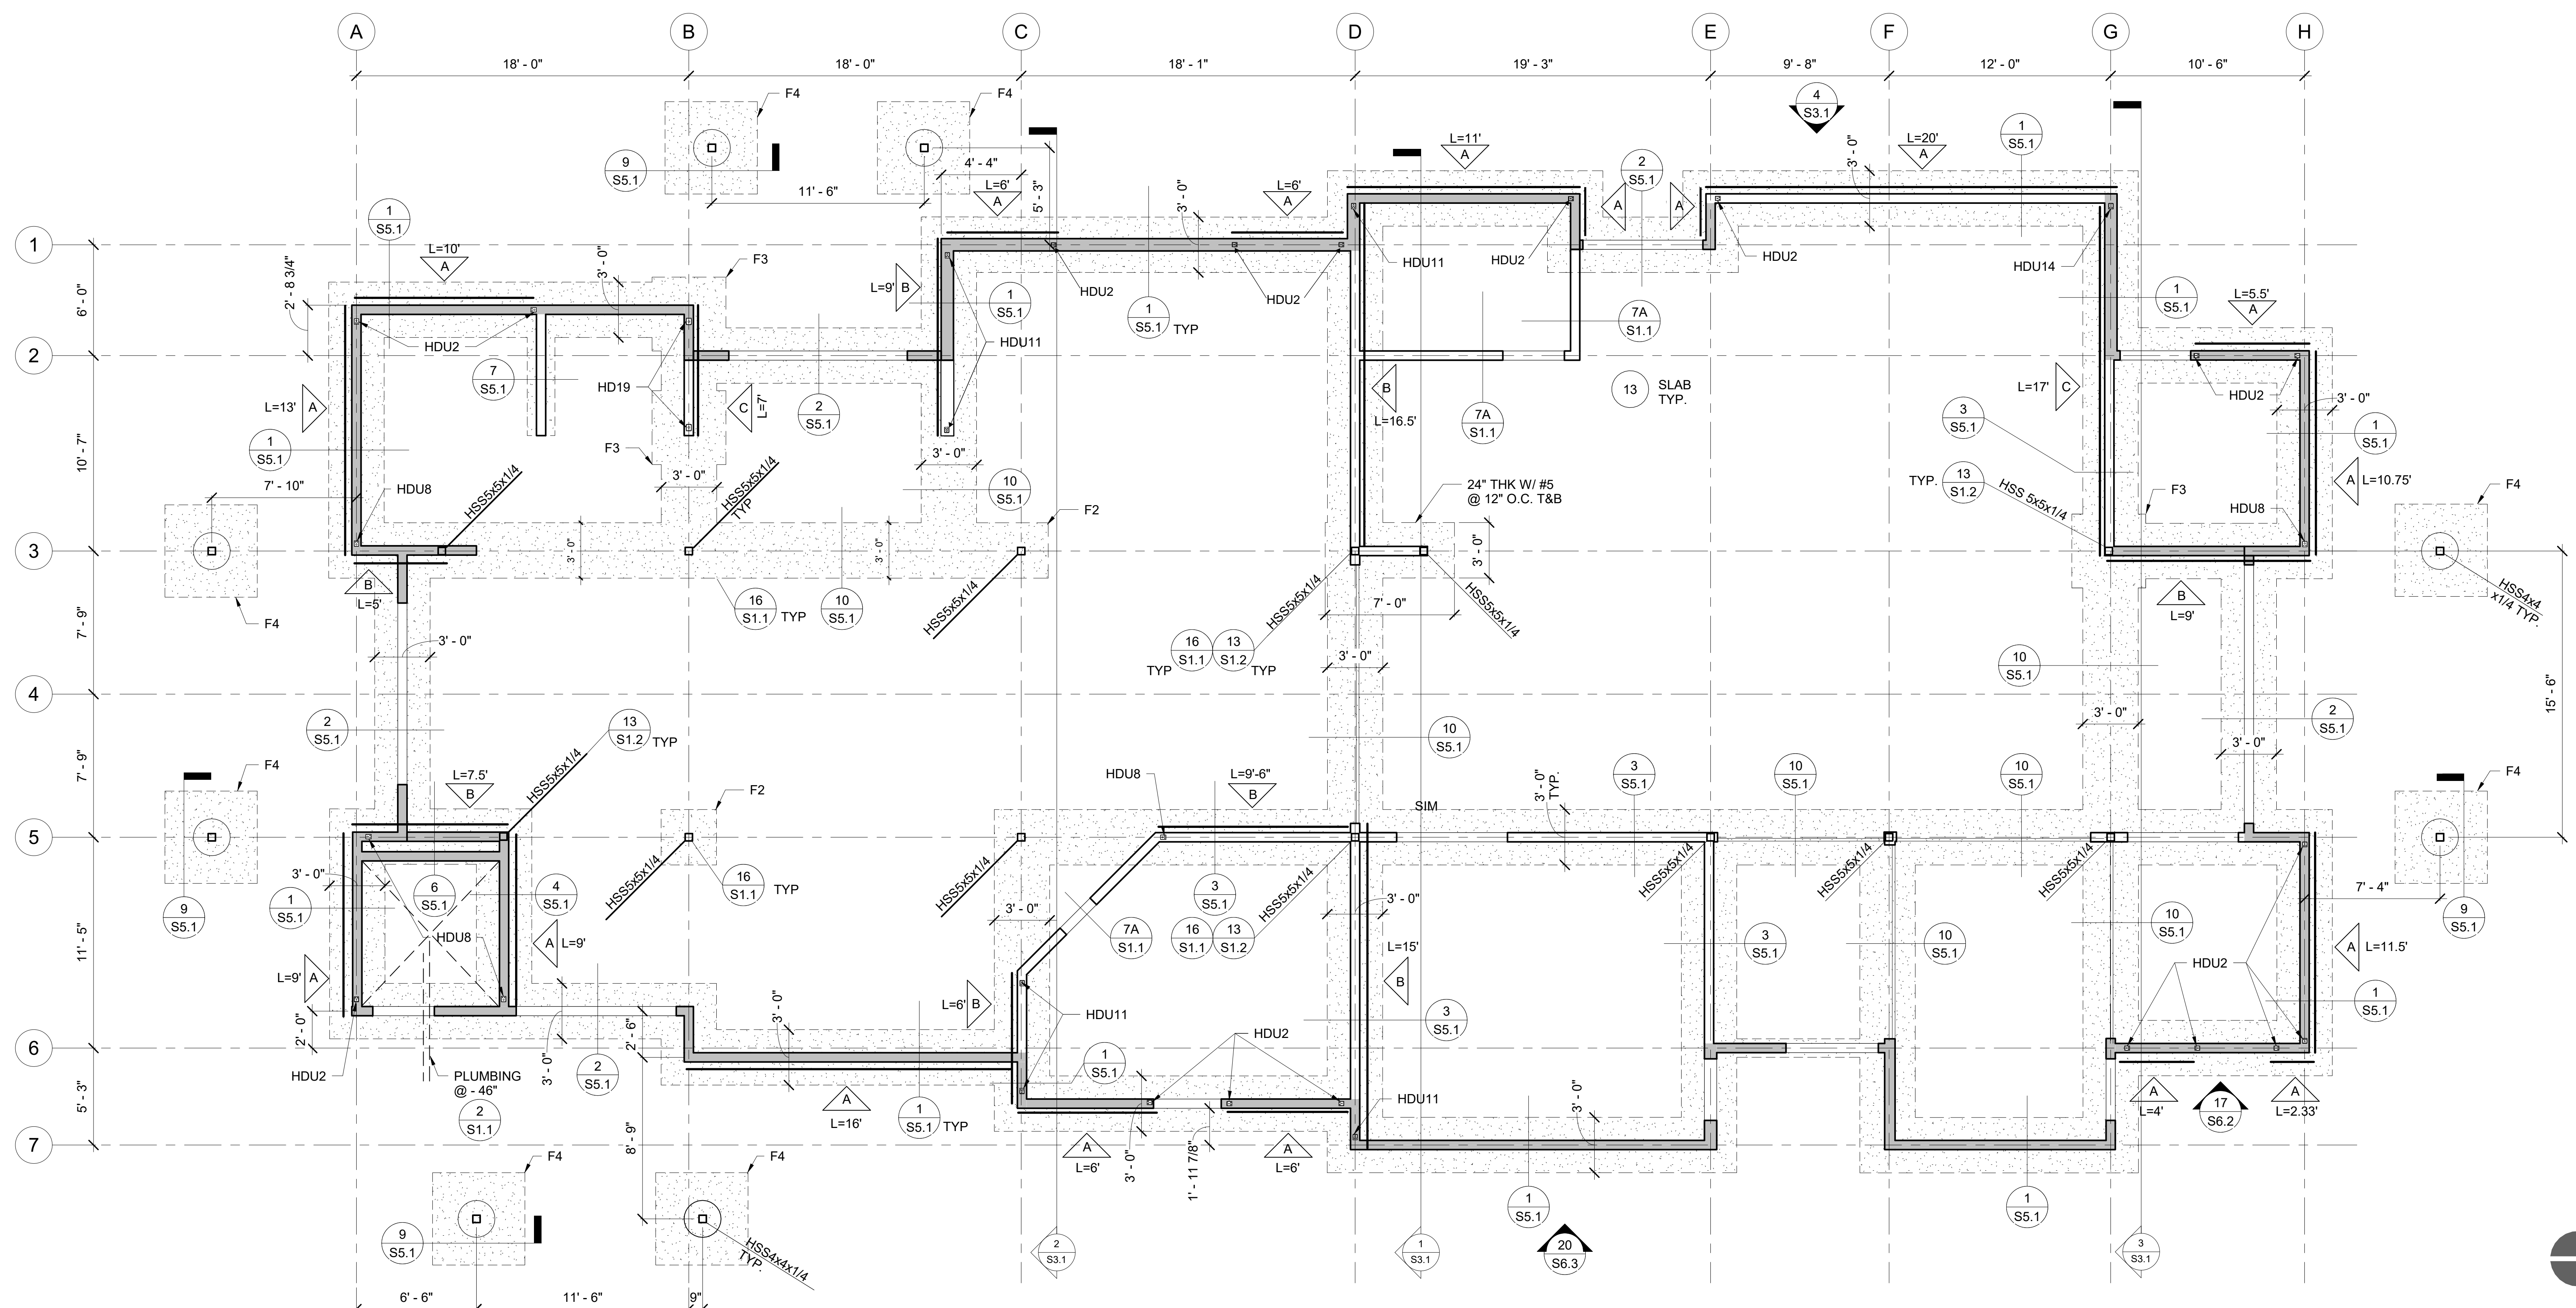 A
B
C
D
E
F
G
H
18' - 0"
18' - 0"
18' - 1"
19' - 3"
9' - 8"
12' - 0"
10' - 6"
F4
F4
4
S3.1
9
S5.1
11' - 6"
4' - 4"
L=6'
A
5' - 3"
3' - 0"
L=6'
A
L=11'
A
2
S5.1
A
A
L=20'
A
3' - 0"
1
S5.1
1
S5.1
L=10'
A
1
2' - 8 3/4"
3' - 0"
F3
6' - 0"
L=9'
B
1
S5.1
HDU2
HDU2
1
S5.1
TYP
HDU11
HDU2
HDU2
HDU14
1
S5.1
L=5.5'
A
7A
S1.1
HDU11
2
HDU2
7
S5.1
HD19
L=13'
A
C
L=7'
2
S5.1
B
L=16.5'
7A
S1.1
13
SLAB
TYP.
L=17'
C
HDU2
3' - 0"
3
S5.1
1
S5.1
1
S5.1
F3
10' - 7"
7' - 10"
HDU8
HSS5x5x1/4
3' - 0"
HSS5x5x1/4
TYP
3' - 0"
10
S5.1
F2
24" THK W/ #5
@ 12" O.C. T&B
TYP.
13
S1.2
HSS 5x5x1/4
F3
A
L=10.75'
HDU8
F4
3
3' - 0"
3' - 0"
3' - 0"
B
L=5'
F4
16
S1.1
TYP
10
S5.1
HSS5x5x1/4
HSS5x5x1/4
7' - 0"
HSS5x5x1/4
B
L=9'
HSS4x4
x1/4 TYP.
7' - 9"
3' - 0"
16
S1.1
TYP
13
S1.2
TYP
3' - 0"
10
S5.1
15' - 6"
4
2
S5.1
13
S1.2
TYP
10
S5.1
3' - 0"
3' - 0"
2
S5.1
7' - 9"
F4
L=7.5'
B
HSS5x5x1/4
F2
HDU8
L=9'-6"
B
SIM
3' - 0"
TYP.
3
S5.1
10
S5.1
10
S5.1
F4
5
9
S5.1
3' - 0"
6
S5.1
4
S5.1
1
S5.1
HSS5x5x1/4
16
S1.1
TYP
HSS5x5x1/4
3' - 0"
3
S5.1
7A
S1.1
16
S1.1
13
S1.2
HSS5x5x1/4
3' - 0"
HSS5x5x1/4
HSS5x5x1/4
HSS5x5x1/4
7' - 4"
9
S5.1
11' - 5"
HDU8
A
L=9'
L=9'
A
L=15'
B
3
S5.1
10
S5.1
10
S5.1
HDU2
A
L=11.5'
1
S5.1
L=6'
B
HDU11
3
S5.1
2' - 0"
3' - 0"
2' - 6"
3' - 0"
HDU2
6
HDU2
PLUMBING
@ - 46"
2
S1.1
2
S5.1
A
L=16'
1
S5.1
TYP
1
S5.1
HDU11
3' - 0"
A
L=4'
17
S6.2
A
L=2.33'
5' - 3"
7
8' - 9"
A
L=6'
3' - 0"
1' - 11 7/8"
A
L=6'
F4
F4
1
S5.1
1
S5.1
9
S5.1
HSS4x4x1/4
TYP.
2
S3.1
1
S3.1
20
S6.3
3
S3.1
6' - 6"
11' - 6"
9"